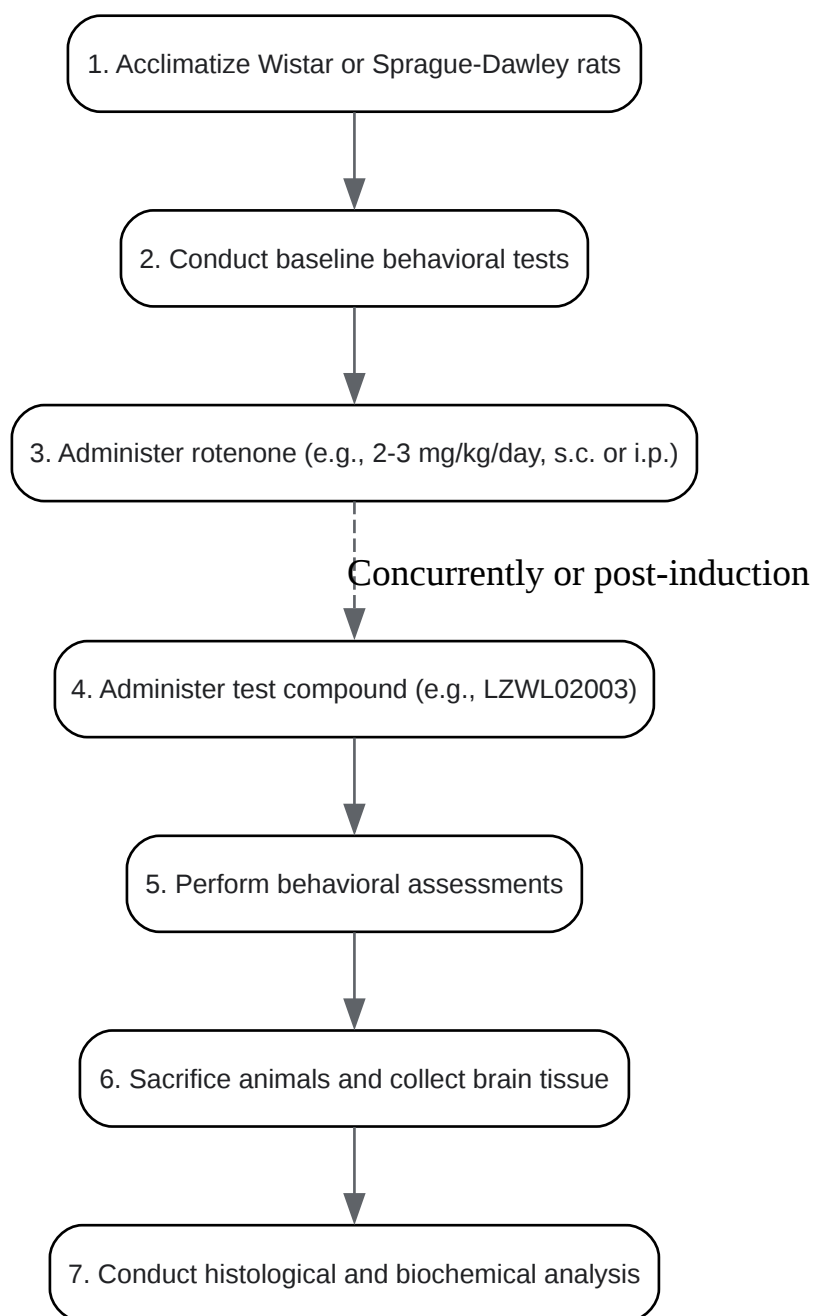 1. Acclimatize Wistar or Sprague-Dawley rats
2. Conduct baseline behavioral tests
3. Administer rotenone (e.g., 2-3 mg/kg/day, s.c. or i.p.)
Concurrently or post-induction
4. Administer test compound (e.g., LZWL02003)
5. Perform behavioral assessments
6. Sacrifice animals and collect brain tissue
7. Conduct histological and biochemical analysis